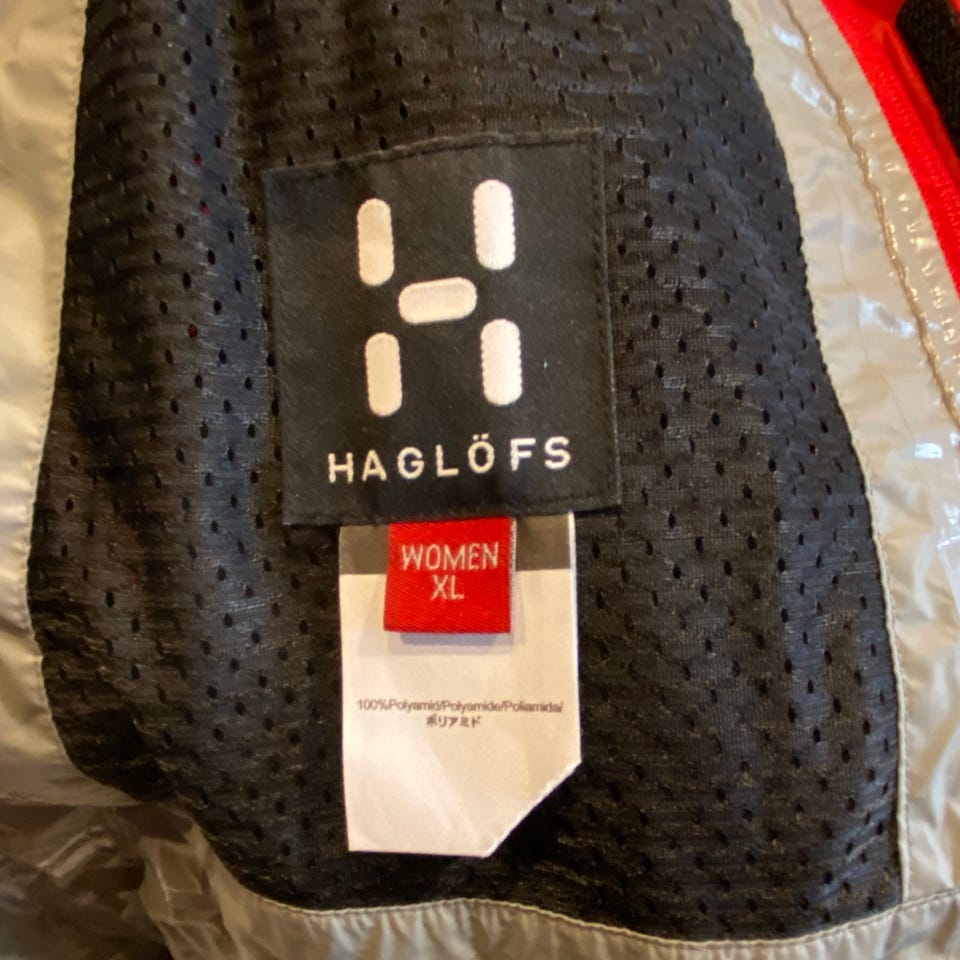 HAGLÖFS
WOMEN
XL
100%Polyamid/Polyamide/Poliamida/
ポリアミド